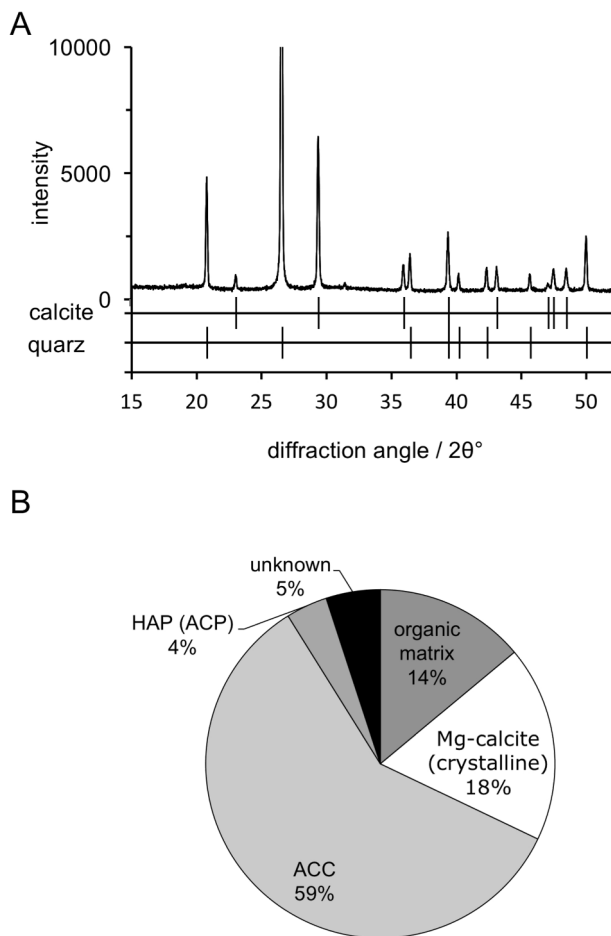 A
10000
5000
0
intensity
calcite
quarz
15 20 25 30 35 40 45 50
diffraction angle / 2θ°
B
unknown
5%
HAP (ACP)
4%
organic
matrix
14%
Mg-calcite
(crystalline)
18%
ACC
59%